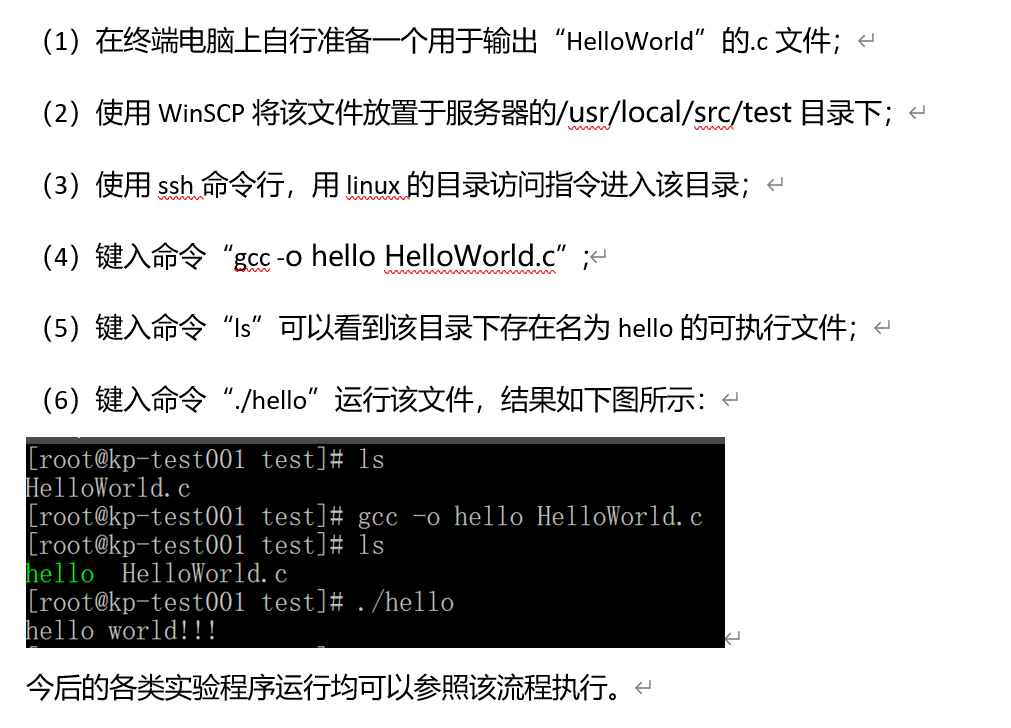 （1）在终端电脑上自行准备一个用于输出“HelloWorld”的.c 文件；
（2）使用 WinSCP 将该文件放置于服务器的/usr/local/src/test 目录下；
（3）使用 ssh 命令行，用 linux 的目录访问指令进入该目录；
（4）键入命令“gcc -o hello HelloWorld.c”;
（5）键入命令“ls”可以看到该目录下存在名为 hello 的可执行文件；
（6）键入命令“./hello”运行该文件，结果如下图所示：
[root@kp-test001 test]# ls
HelloWorld.c
[root@kp-test001 test]# gcc -o hello HelloWorld.c
[root@kp-test001 test]# ls
hello  HelloWorld.c
[root@kp-test001 test]# ./hello
hello world!!!
今后的各类实验程序运行均可以参照该流程执行。